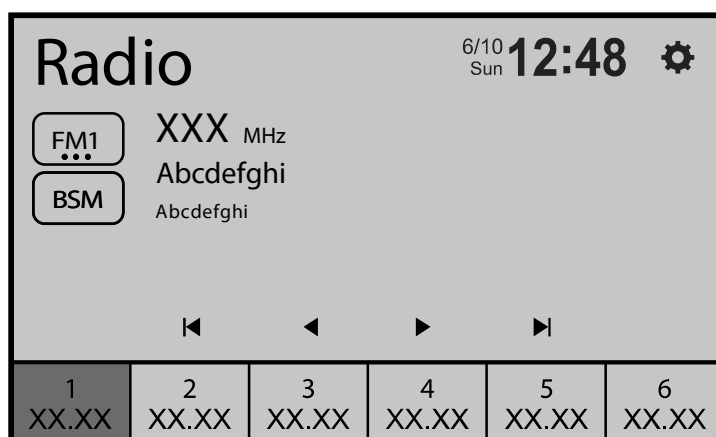 Radio
6/10
Sun
12:48
FM1
XXX MHz
Abcdefghi
BSM
Abcdefghi
1 2 3 4 5 6
XX.XX XX.XX XX.XX XX.XX XX.XX XX.XX